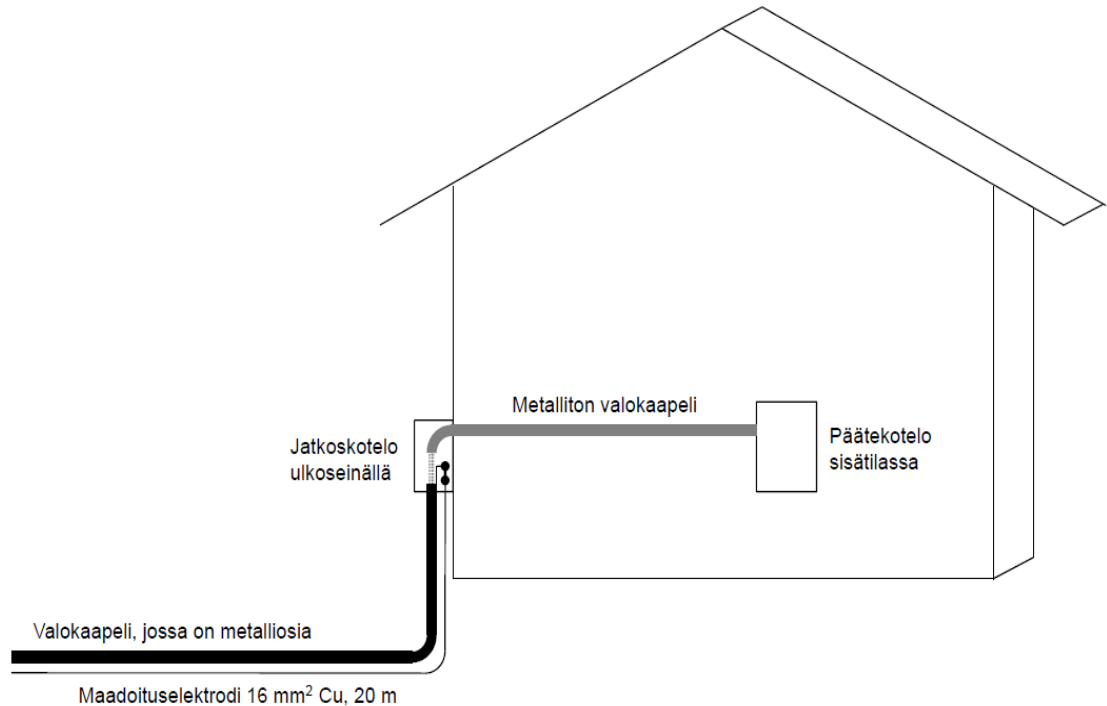 Metalliton valokaapeli
Jatkoskotelo
ulkoseinällä
Päätekotelo
sisätilassa
Valokaapeli, jossa on metalliosia
Maadoituselektrodi 16 mm² Cu, 20 m